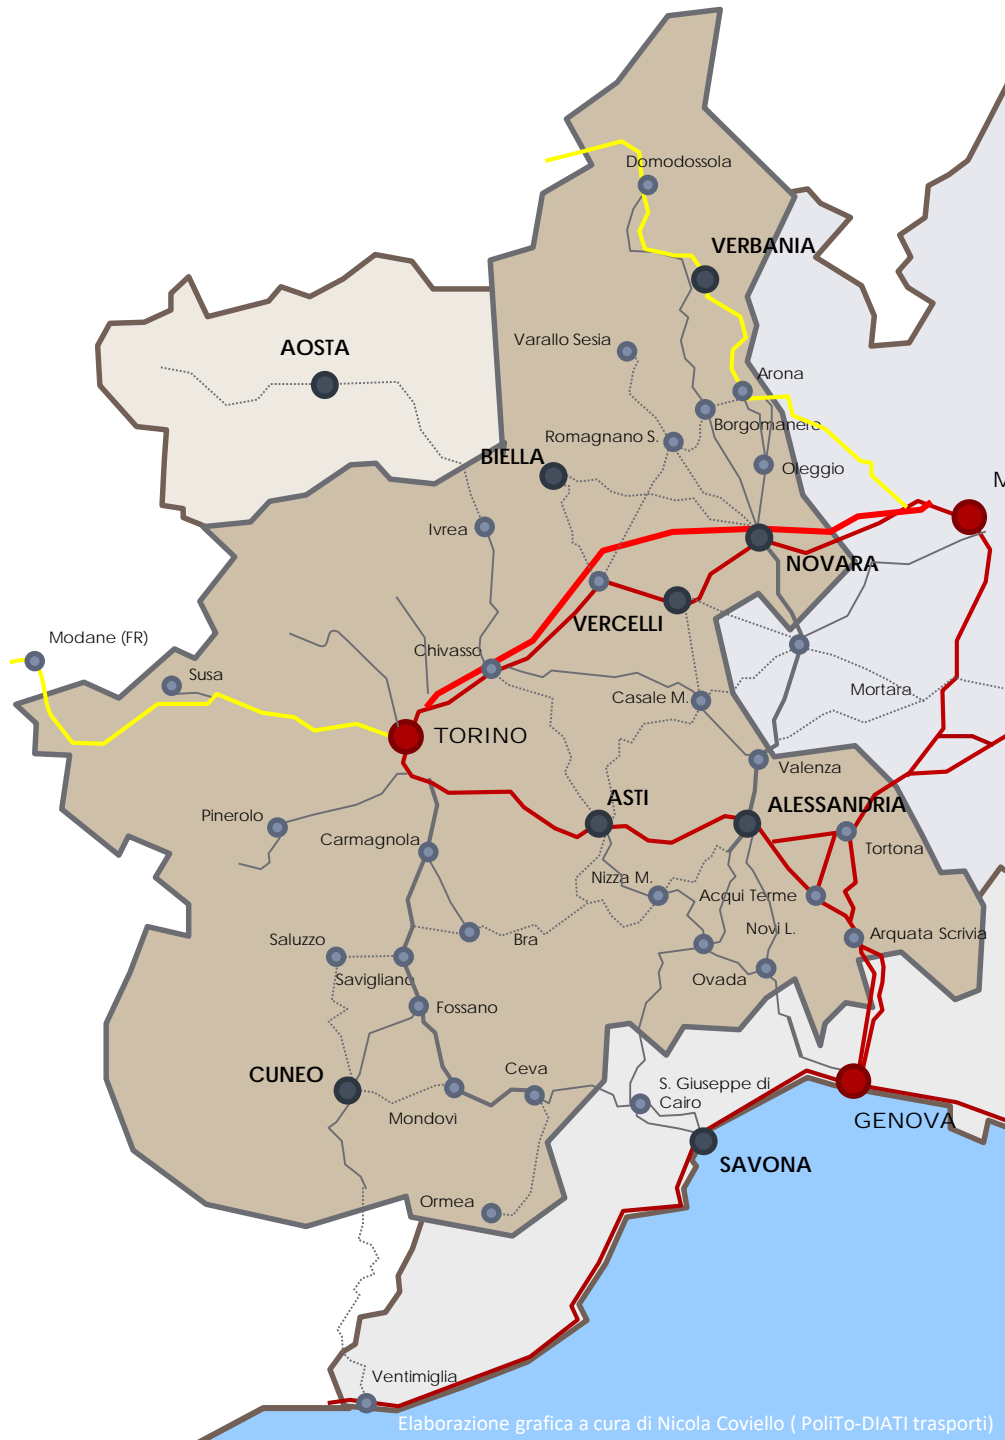 Domodossola
VERBANIA
Varallo Sesia
AOSTA
Arona
Borgomanero
Romagnano S.
BIELLA
Oleggio
M
Ivrea
NOVARA
VERCELLI
Modane (FR)
Chivasso
Susa
Casale M.
Mortara
TORINO
Valenza
ASTI
ALESSANDRIA
Pinerolo
Carmagnola
Tortona
Nizza M.
Acqui Terme
Saluzzo
Bra
Novi L.
Arquata Scrivia
Savigliano
Ovada
Fossano
CUNEO
Ceva
S. Giuseppe di
Cairo
Mondovì
GENOVA
SAVONA
Ormea
Ventimiglia
Elaborazione grafica a cura di Nicola Coviello ( PoliTo-DIATI trasporti)